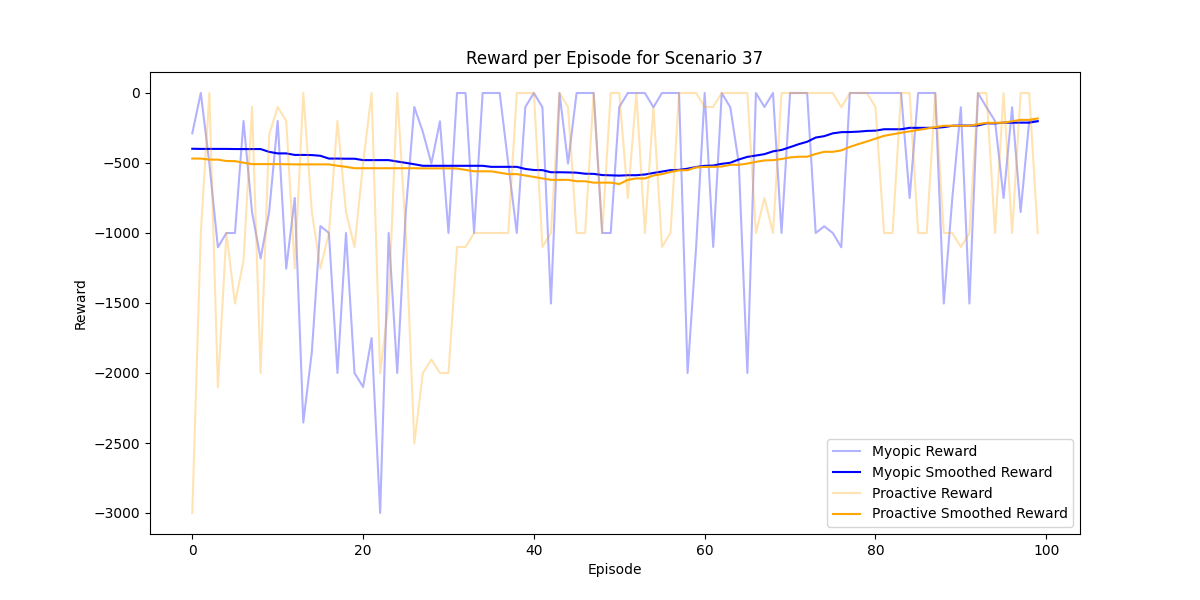 Reward per Episode for Scenario 37
0
−500
−1000
−1500
−2000
−2500
−3000
Reward
0 20 40 60 80 100
Episode
Myopic Reward
Myopic Smoothed Reward
Proactive Reward
Proactive Smoothed Reward